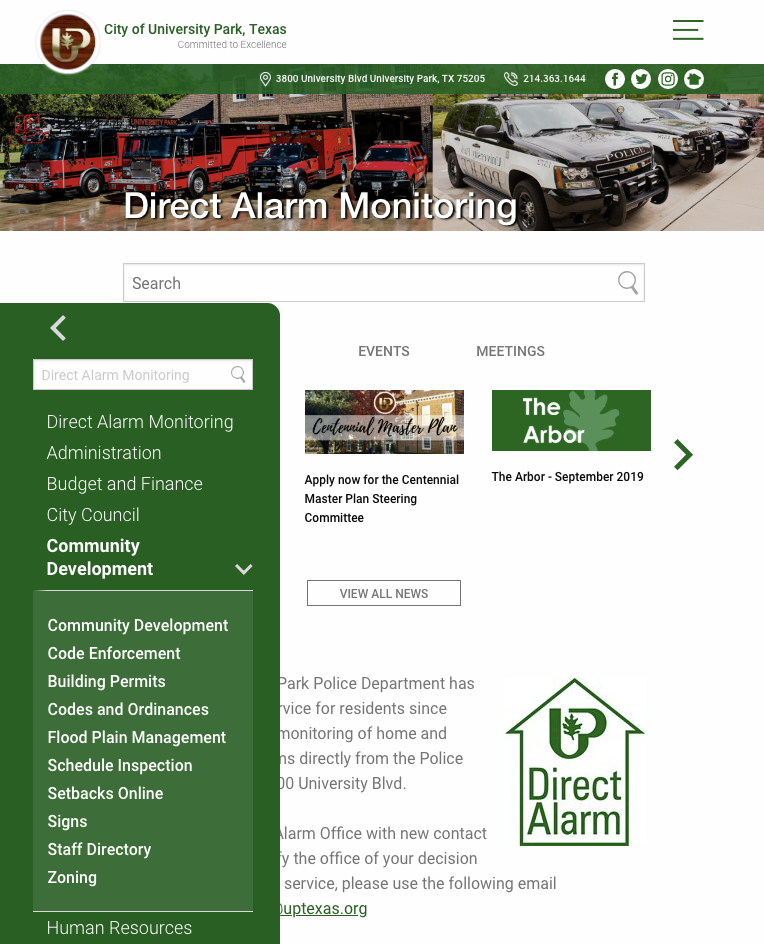 City of University Park, Texas
Committed to Excellence
3800 University Blvd University Park, TX 75205
214.363.1644
UNIVERSITY PARK
POLICE
POLICE
Direct Alarm Monitoring
Search
Direct Alarm Monitoring
Direct Alarm Monitoring
Administration
Budget and Finance
City Council
Community
Development
Community Development
Code Enforcement
Building Permits
Codes and Ordinances
Flood Plain Management
Schedule Inspection
Setbacks Online
Signs
Staff Directory
Zoning
Human Resources
EVENTS
MEETINGS
Centennial Master Plan
Apply now for the Centennial
Master Plan Steering
Committee
The
Arbor
The Arbor - September 2019
VIEW ALL NEWS
Park Police Department has
rvice for residents since
monitoring of home and
ms directly from the Police
00 University Blvd.
Alarm Office with new contact
fy the office of your decision
service, please use the following email
@uptexas.org
UP
Direct
Alarm